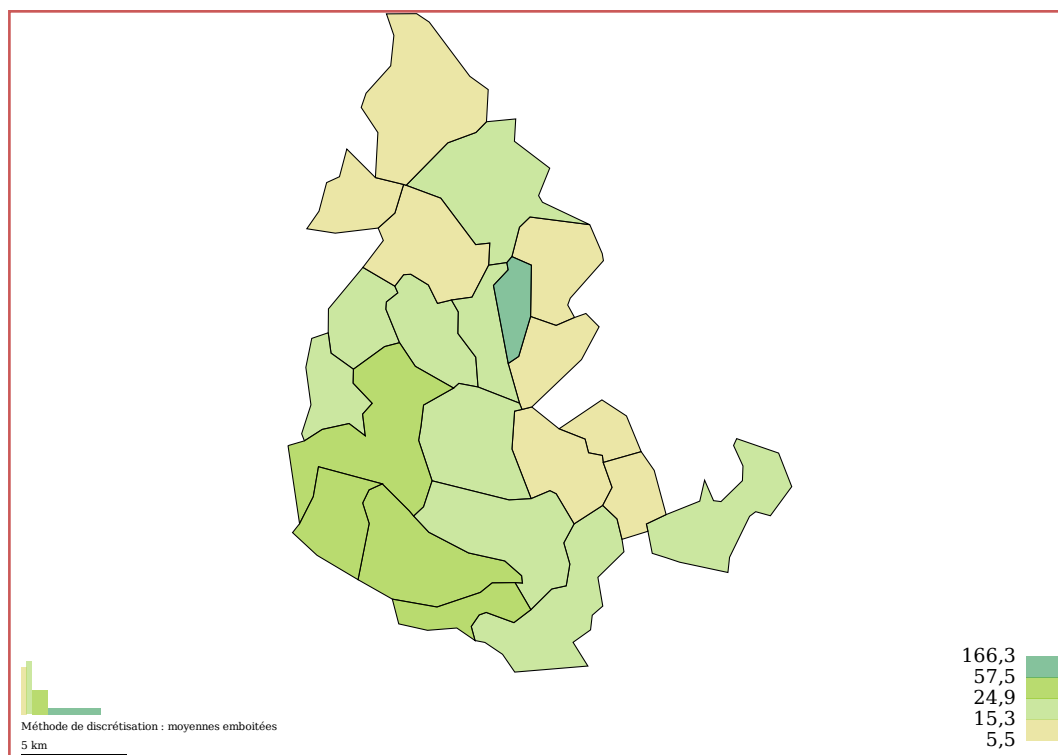 166,3
57,5
24,9
15,3
5,5
Méthode de discrétisation : moyennes emboitées
5 km